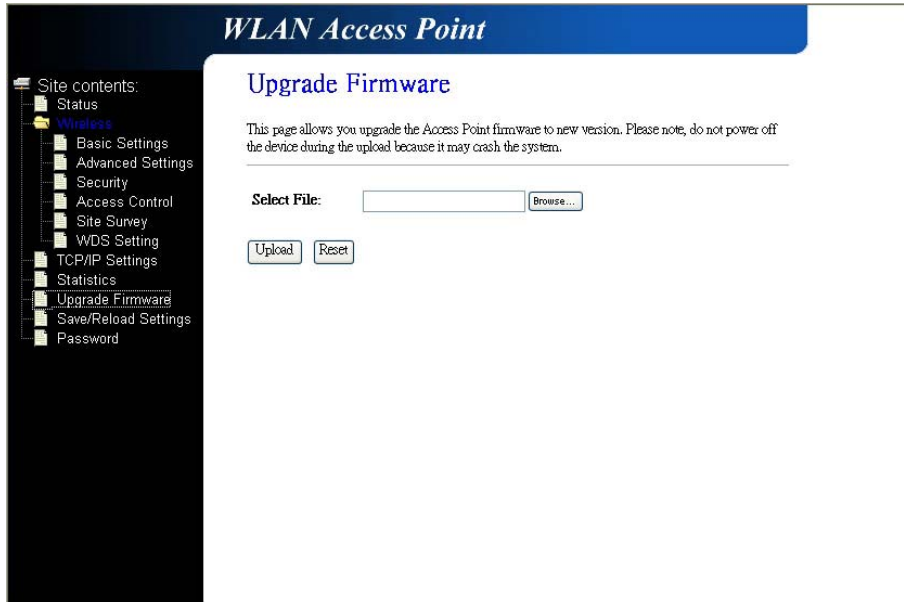 WLAN Access Point
Site contents:
Status
Wireless
Basic Settings
Advanced Settings
Security
Access Control
Site Survey
WDS Setting
TCP/IP Settings
Statistics
Upgrade Firmware
Save/Reload Settings
Password
Upgrade Firmware
This page allows you upgrade the Access Point firmware to new version. Please note, do not power off
the device during the upload because it may crash the system.
Select File: Browse...
Upload Reset